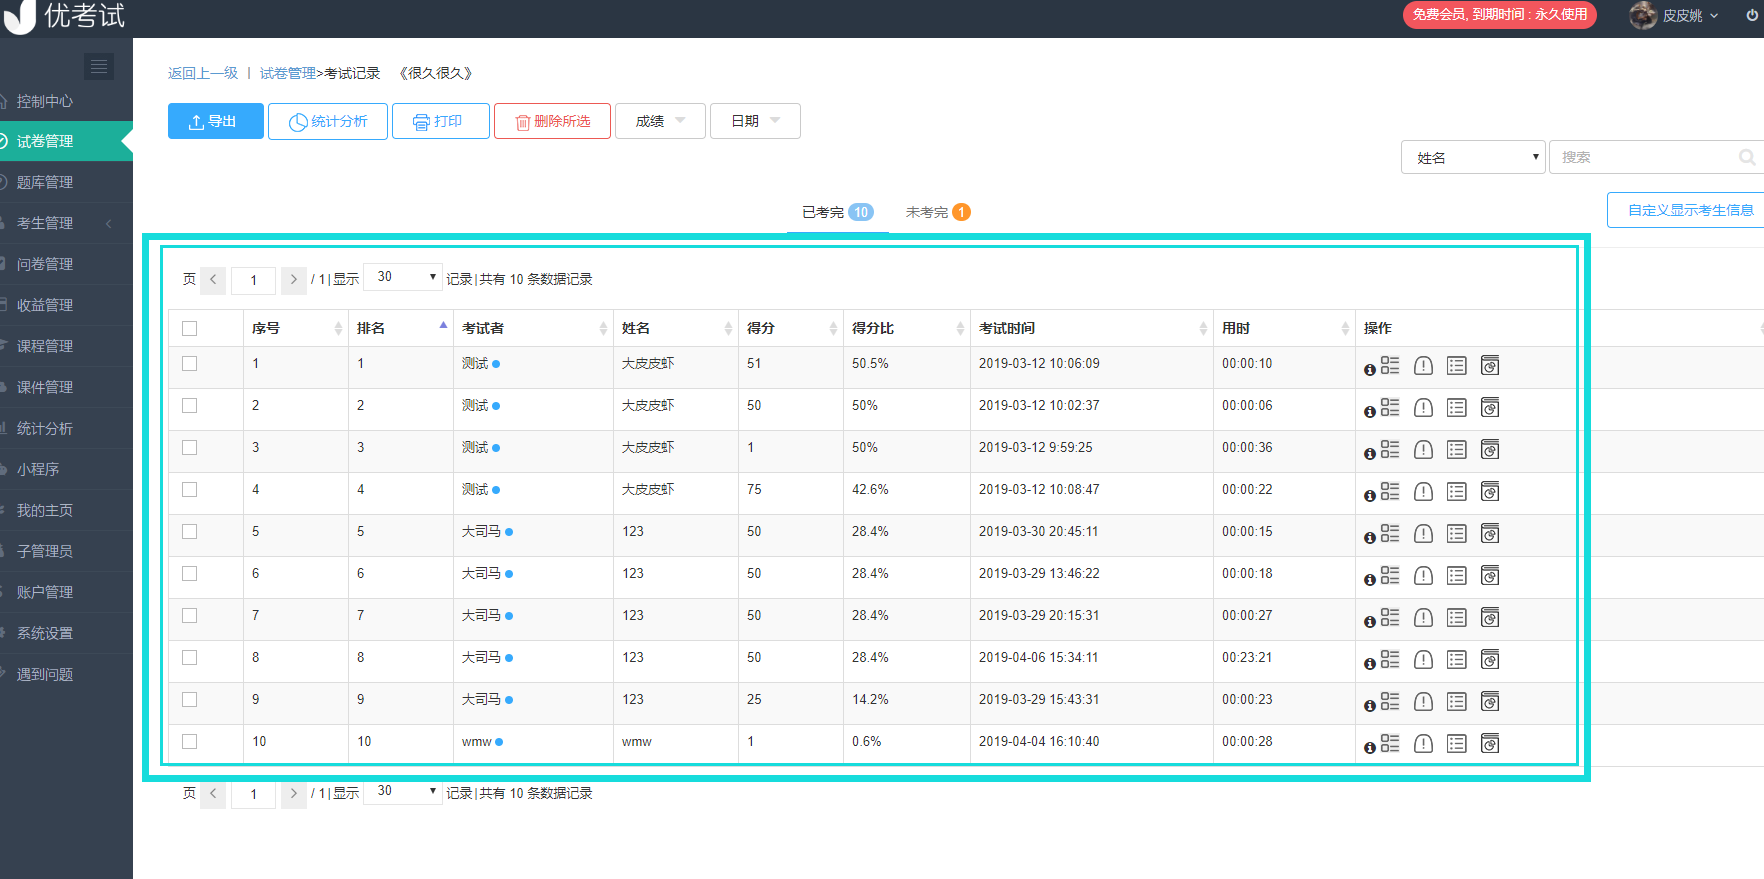 优考试
免费会员, 到期时间 : 永久使用
皮皮姚
控制中心
试卷管理
题库管理
考生管理
问卷管理
收益管理
课程管理
课件管理
统计分析
小程序
我的主页
子管理员
账户管理
系统设置
遇到问题
返回上一级 | 试卷管理>考试记录 《很久很久》
导出 统计分析 打印 删除所选 成绩 日期
姓名 搜索
已考完 10 未考完 1
自定义显示考生信息
页 < 1 > / 1 | 显示 30 记录 | 共有 10 条数据记录
序号 排名 考试者 姓名 得分 得分比 考试时间 用时 操作
1 1 测试 大皮皮虾 51 50.5% 2019-03-12 10:06:09 00:00:10
2 2 测试 大皮皮虾 50 50% 2019-03-12 10:02:37 00:00:06
3 3 测试 大皮皮虾 1 50% 2019-03-12 9:59:25 00:00:36
4 4 测试 大皮皮虾 75 42.6% 2019-03-12 10:08:47 00:00:22
5 5 大司马 123 50 28.4% 2019-03-30 20:45:11 00:00:15
6 6 大司马 123 50 28.4% 2019-03-29 13:46:22 00:00:18
7 7 大司马 123 50 28.4% 2019-03-29 20:15:31 00:00:27
8 8 大司马 123 50 28.4% 2019-04-06 15:34:11 00:23:21
9 9 大司马 123 25 14.2% 2019-03-29 15:43:31 00:00:23
10 10 wmw wmw 1 0.6% 2019-04-04 16:10:40 00:00:28
页 < 1 > / 1 | 显示 30 记录 | 共有 10 条数据记录